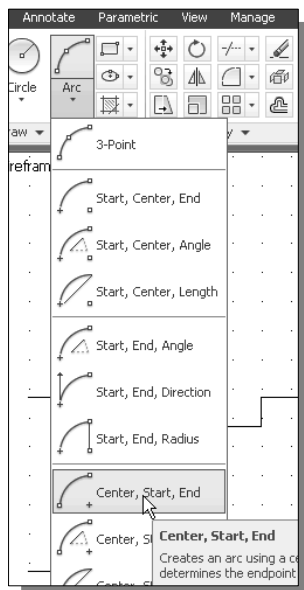 Annotate Parametric View Manage
Circle
Arc
raw
refram
3-Point
Start, Center, End
Start, Center, Angle
Start, Center, Length
Start, End, Angle
Start, End, Direction
Start, End, Radius
Center, Start, End
Center, St
Center, Start, End
Creates an arc using a ce
determines the endpoint